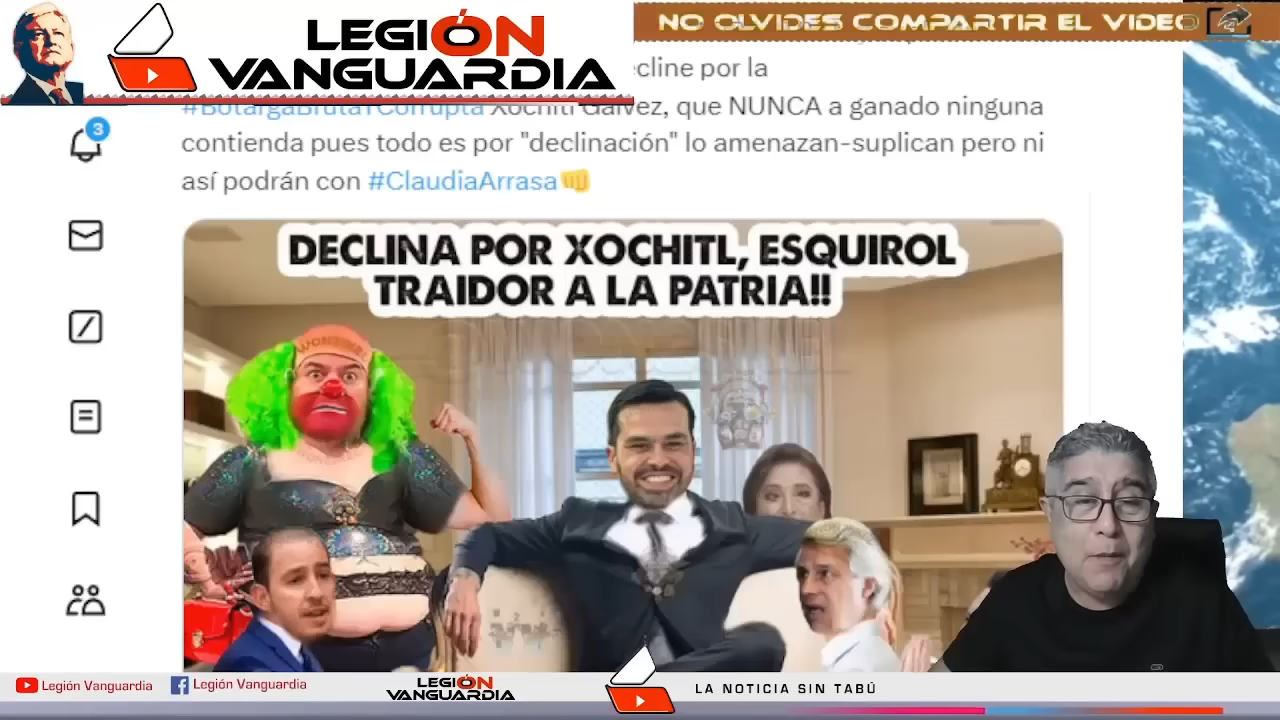 LEGIÓN
VANGUARDIA
NO OLVIDES COMPARTIR EL VIDEO
ecline por la
#BotargaBrutaYCorrupta Xóchitl Gálvez, que NUNCA a ganado ninguna
contienda pues todo es por "declinación" lo amenazan-suplican pero ni
así podrán con #ClaudiaArrasa
3
DECLINA POR XOCHITL, ESQUIROL
TRAIDOR A LA PATRIA!!
Legión Vanguardia
Legión Vanguardia
LEGIÓN
VANGUARDIA
LA NOTICIA SIN TABÚ